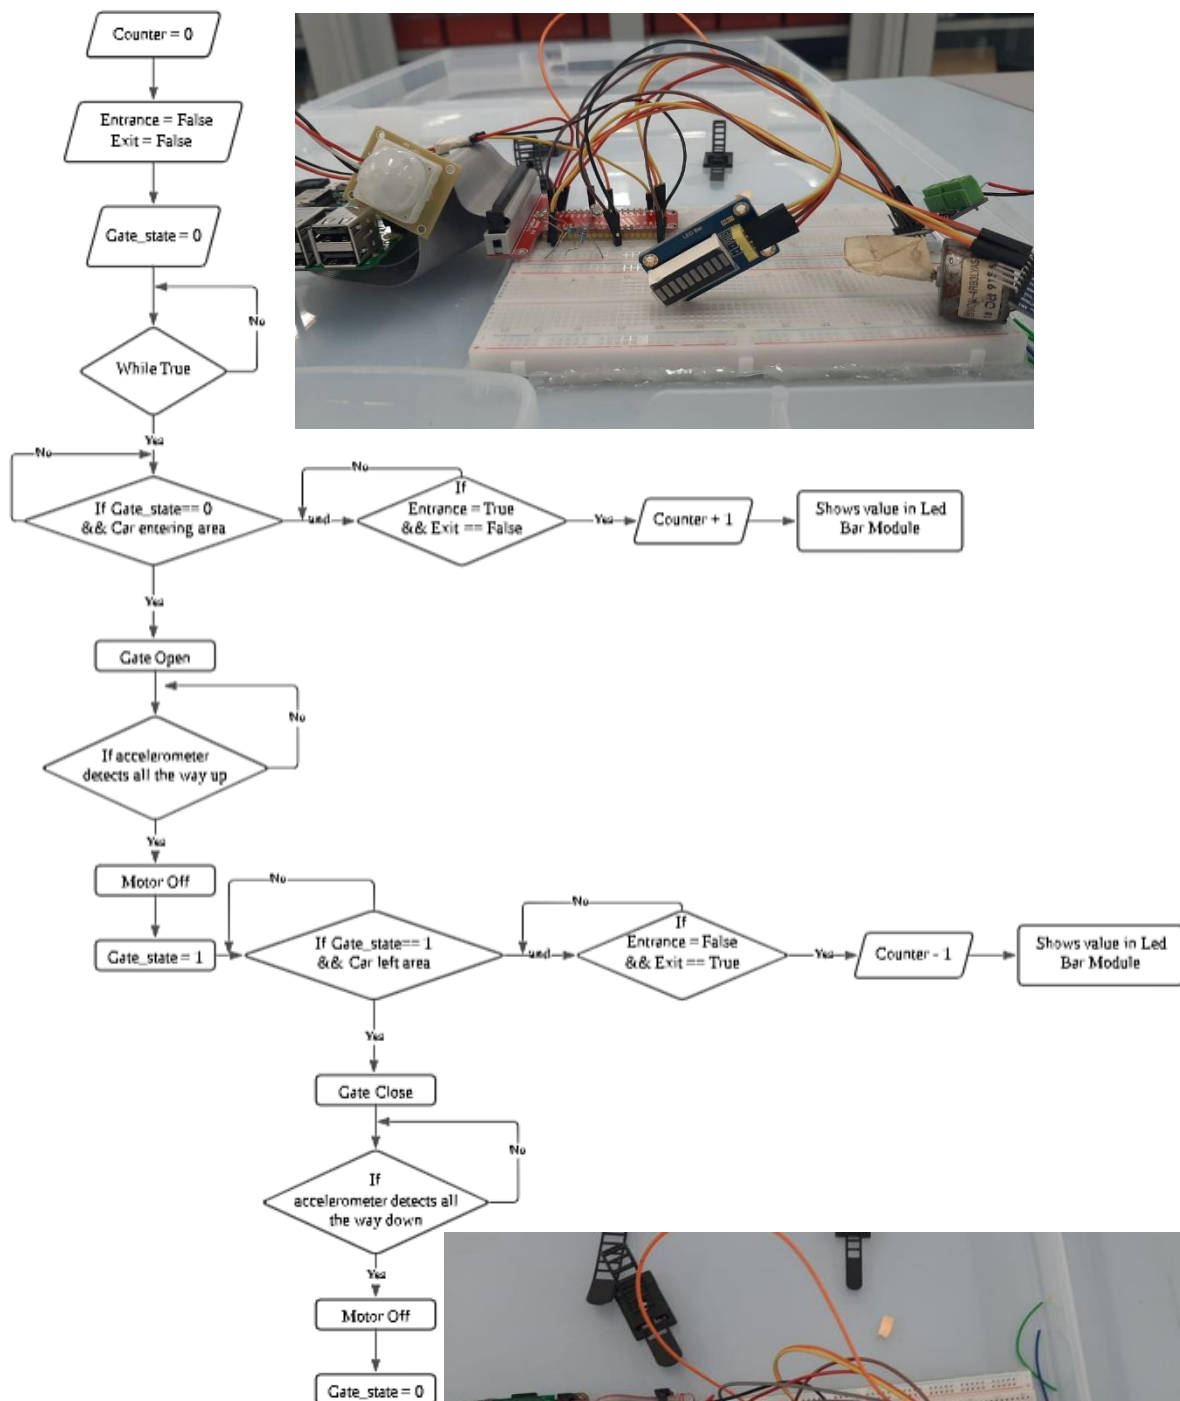 Counter = 0
Entrance = False
Exit = False
Gate_state = 0
No
While True
Yes
No
If Gate_state== 0
&& Car entering area
and
No
If
Entrance = True
&& Exit == False
Yes
Counter + 1
Shows value in Led
Bar Module
Yes
Gate Open
No
If accelerometer
detects all the way up
Yes
Motor Off
Gate_state = 1
No
If Gate_state== 1
&& Car left area
and
No
If
Entrance = False
&& Exit == True
Yes
Counter - 1
Shows value in Led
Bar Module
Yes
Gate Close
No
If
accelerometer detects all
the way down
Yes
Motor Off
Gate_state = 0
LED Bar